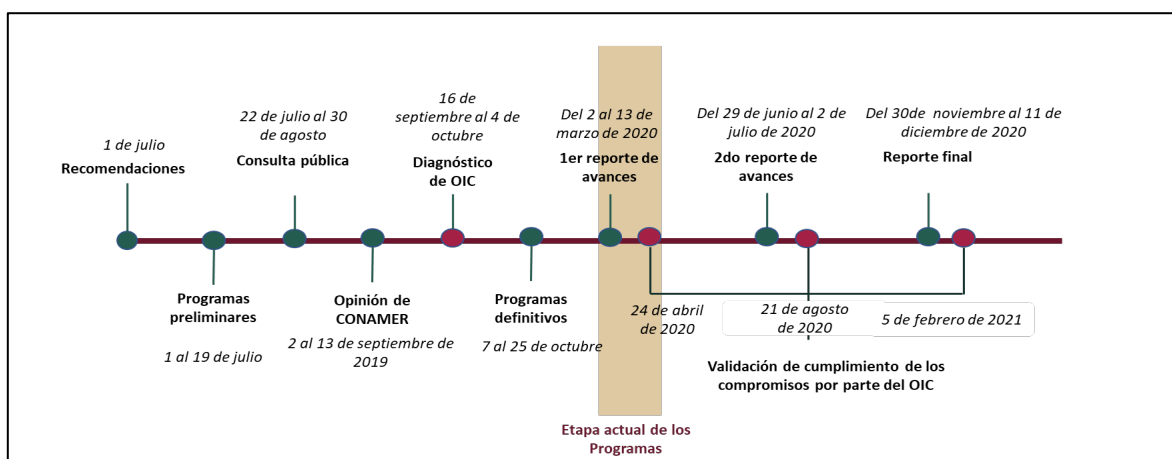 1 de julio
Recomendaciones
22 de julio al 30
de agosto
Consulta pública
16 de
septiembre al 4 de
octubre
Diagnóstico
de OIC
Del 2 al 13 de
marzo de 2020
1er reporte de
avances
Del 29 de junio al 2 de
julio de 2020
2do reporte de
avances
Del 30de noviembre al 11 de
diciembre de 2020
Reporte final
Programas
preliminares
1 al 19 de julio
Opinión de
CONAMER
2 al 13 de septiembre de
2019
Programas
definitivos
7 al 25 de octubre
24 de abril
de 2020
21 de agosto
de 2020
5 de febrero de 2021
Validación de cumplimiento de los
compromisos por parte del OIC
Etapa actual de los
Programas